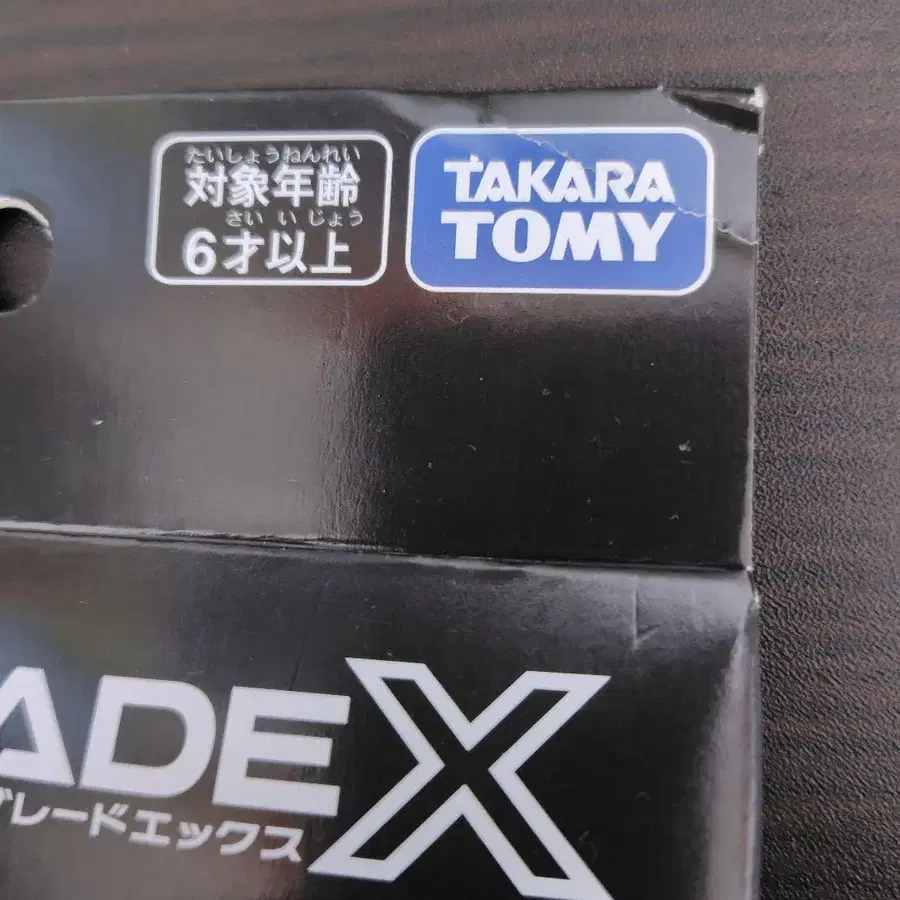 たいしょうねんれい
対象年齢
さい いじょう
6才以上
TAKARA
TOMY
ADE X
ブレードエックス